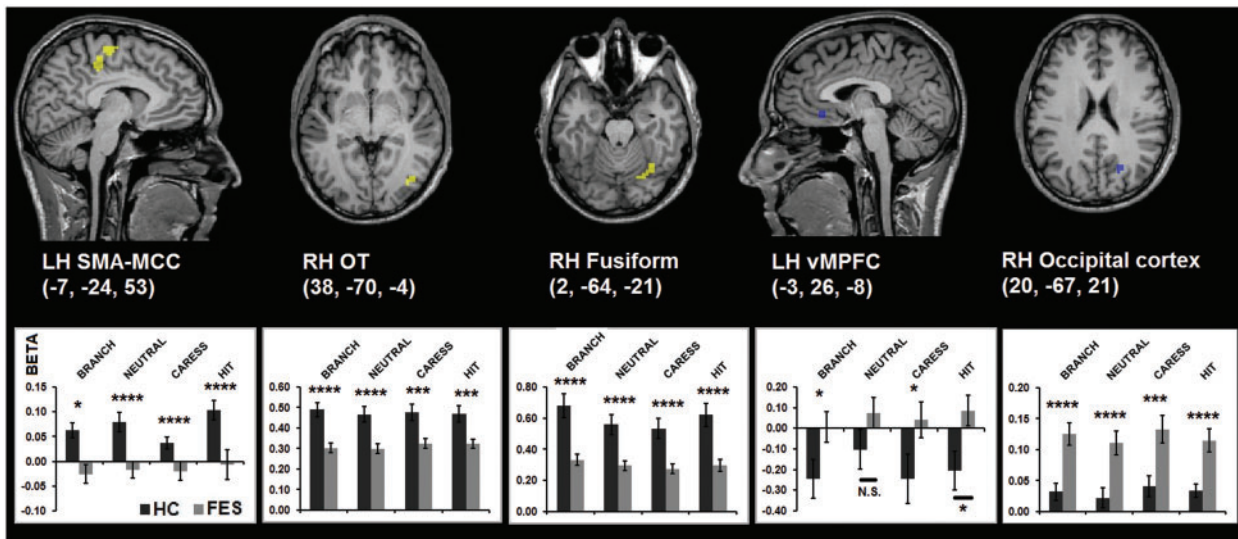 LH SMA-MCC
(-7, -24, 53)
RH OT
(38, -70, -4)
RH Fusiform
(2, -64, -21)
LH vMPFC
(-3, 26, -8)
RH Occipital cortex
(20, -67, 21)
BETA
BRANCH
NEUTRAL
CARESS
HIT
0.15
0.10
0.05
0.00
-0.05
-0.10
* **** **** ****
HC FES
BRANCH
NEUTRAL
CARESS
HIT
0.60
0.50
0.40
0.30
0.20
0.10
0.00
**** **** *** ***
BRANCH
NEUTRAL
CARESS
HIT
0.80
0.60
0.40
0.20
0.00
**** **** **** ****
BRANCH
NEUTRAL
CARESS
HIT
0.20
0.10
0.00
-0.10
-0.20
-0.30
-0.40
* *
N.S.
*
BRANCH
NEUTRAL
CARESS
HIT
0.20
0.15
0.10
0.05
0.00
**** **** *** ****